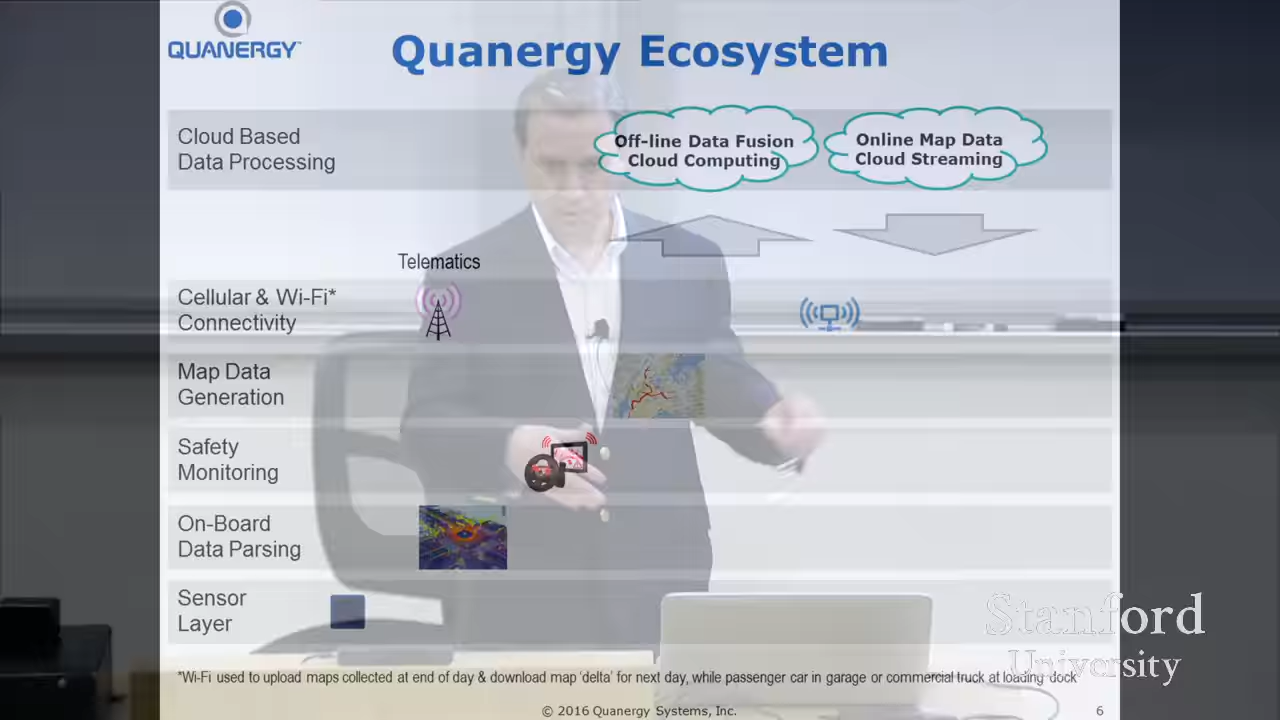 QUANERGY™
Quanergy Ecosystem
Cloud Based
Data Processing
Off-line Data Fusion
Cloud Computing
Online Map Data
Cloud Streaming
Telematics
Cellular & Wi-Fi*
Connectivity
Map Data
Generation
Safety
Monitoring
On-Board
Data Parsing
Sensor
Layer
Stanford
University
*Wi-Fi used to upload maps collected at end of day & download map 'delta' for next day, while passenger car in garage or commercial truck at loading dock
© 2016 Quanergy Systems, Inc.
6